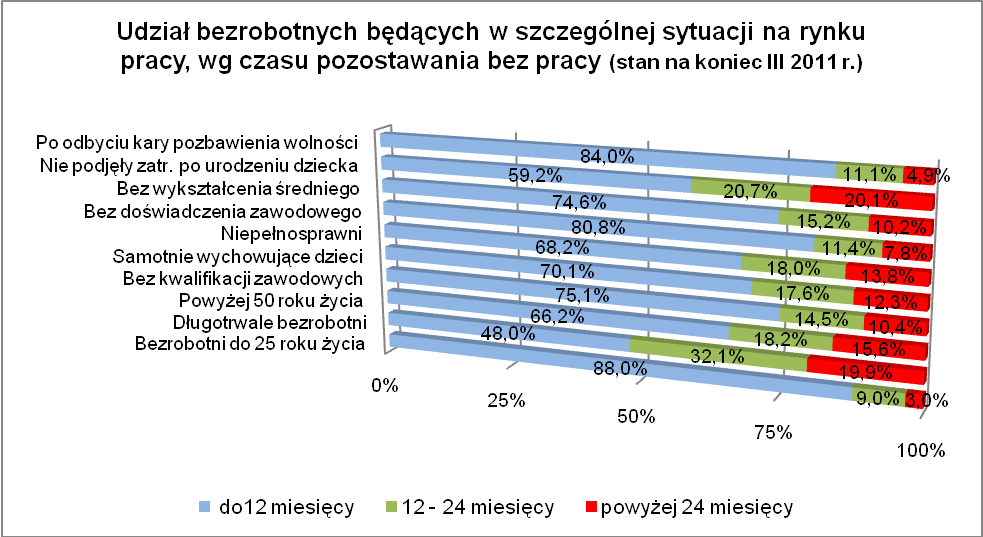 Udział bezrobotnych będących w szczególnej sytuacji na rynku
pracy, wg czasu pozostawania bez pracy (stan na koniec III 2011 r.)
Po odbyciu kary pozbawienia wolności
84,0% 11,1% 4,9%
Nie podjęły zatr. po urodzeniu dziecka
59,2% 20,7% 20,1%
Bez wykształcenia średniego
74,6% 15,2% 10,2%
Bez doświadczenia zawodowego
80,8% 11,4% 7,8%
Niepełnosprawni
68,2% 18,0% 13,8%
Samotnie wychowujące dzieci
70,1% 17,6% 12,3%
Bez kwalifikacji zawodowych
75,1% 14,5% 10,4%
Powyżej 50 roku życia
66,2% 18,2% 15,6%
Długotrwale bezrobotni
48,0% 32,1% 19,9%
Bezrobotni do 25 roku życia
88,0% 9,0% 3,0%
0% 25% 50% 75% 100%
do12 miesięcy 12 - 24 miesięcy powyżej 24 miesięcy